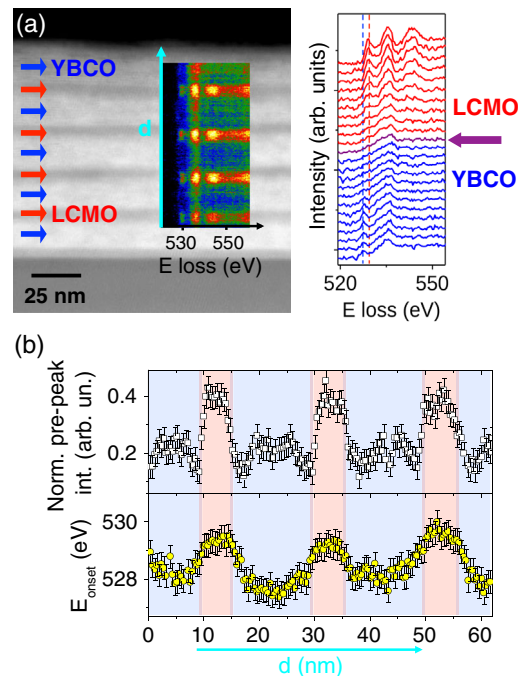 (a)
YBCO
d
LCMO
25 nm
530 550
E loss (eV)
Intensity (arb. units)
LCMO
YBCO
520 550
E loss (eV)
(b)
Norm. pre-peak
int. (arb. un.)
0.4
0.2
E onset (eV)
530
528
0 10 20 30 40 50 60
d (nm)